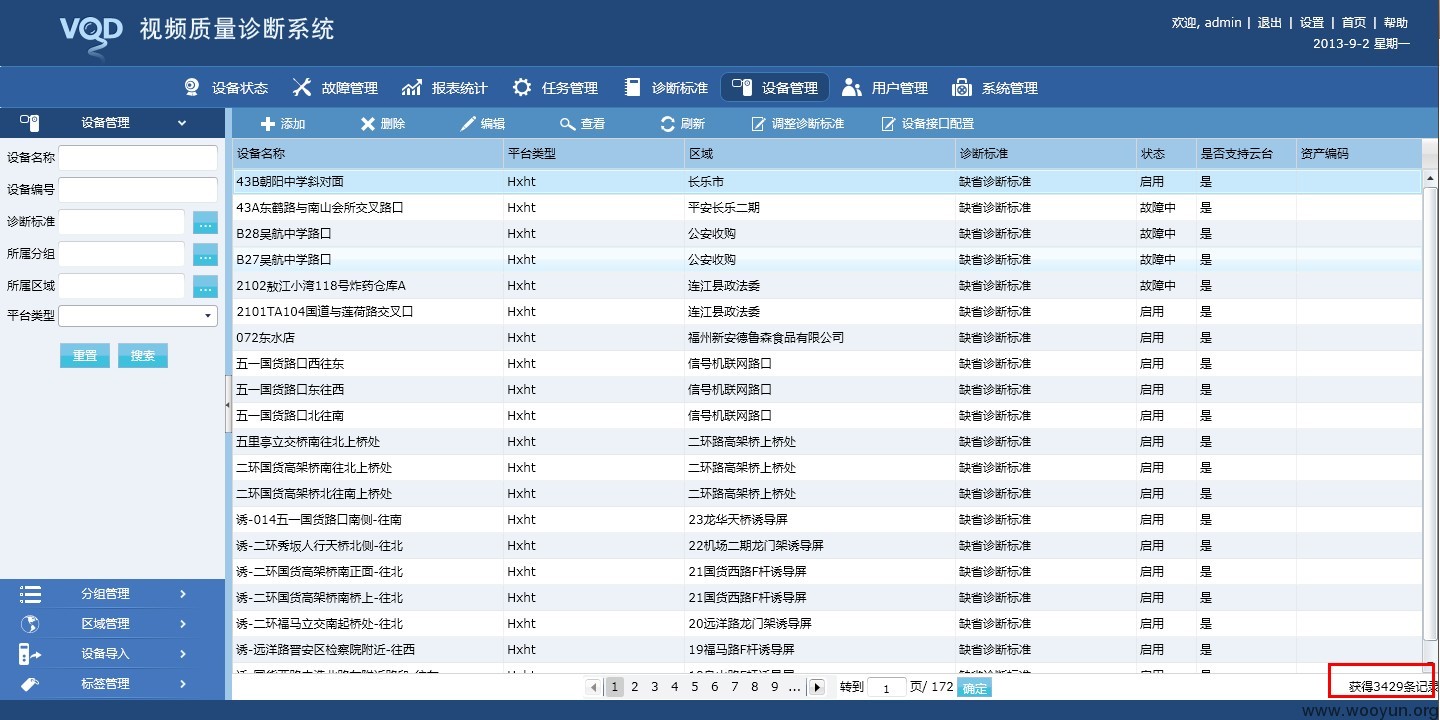 VQD 视频质量诊断系统
欢迎, admin | 退出 | 设置 | 首页 | 帮助
2013-9-2 星期一
设备状态 故障管理 报表统计 任务管理 诊断标准 设备管理 用户管理 系统管理
设备管理
添加 删除 编辑 查看 刷新 调整诊断标准 设备接口配置
设备名称
设备编号
诊断标准 ...
所属分组 ...
所属区域 ...
平台类型
重置 搜索
分组管理
区域管理
设备导入
标签管理
设备名称 平台类型 区域 诊断标准 状态 是否支持云台 资产编码
43B朝阳中学斜对面 Hxht 长乐市 缺省诊断标准 启用 是
43A东鹤路与南山会所交叉路口 Hxht 平安长乐二期 缺省诊断标准 故障中 是
B28吴航中学路口 Hxht 公安收购 缺省诊断标准 故障中 是
B27吴航中学路口 Hxht 公安收购 缺省诊断标准 故障中 是
2102敖江小湾118号炸药仓库A Hxht 连江县政法委 缺省诊断标准 故障中 是
2101TA104国道与莲荷路交叉口 Hxht 连江县政法委 缺省诊断标准 启用 是
072东水店 Hxht 福州新安德鲁森食品有限公司 缺省诊断标准 启用 是
五一国货路口西往东 Hxht 信号机联网路口 缺省诊断标准 启用 是
五一国货路口东往西 Hxht 信号机联网路口 缺省诊断标准 启用 是
五一国货路口北往南 Hxht 信号机联网路口 缺省诊断标准 启用 是
五里亭立交桥南往北上桥处 Hxht 二环路高架桥上桥处 缺省诊断标准 启用 是
二环国货高架桥南往北上桥处 Hxht 二环路高架桥上桥处 缺省诊断标准 启用 是
二环国货高架桥北往南上桥处 Hxht 二环路高架桥上桥处 缺省诊断标准 启用 是
诱-014五一国货路口南侧-往南 Hxht 23龙华天桥诱导屏 缺省诊断标准 启用 是
诱-二环秀坂人行天桥北侧-往北 Hxht 22机场二期龙门架诱导屏 缺省诊断标准 启用 是
诱-二环国货高架桥南正面-往北 Hxht 21国货西路F杆诱导屏 缺省诊断标准 启用 是
诱-二环国货高架桥南桥上-往北 Hxht 21国货西路F杆诱导屏 缺省诊断标准 启用 是
诱-二环福马立交南起桥处-往北 Hxht 20远洋路龙门架诱导屏 缺省诊断标准 启用 是
诱-远洋路晋安区检察院附近-往西 Hxht 19福马路F杆诱导屏 缺省诊断标准 启用 是
1 2 3 4 5 6 7 8 9 ... 转到 1 页/ 172 确定
获得3429条记录
www.wooyun.org